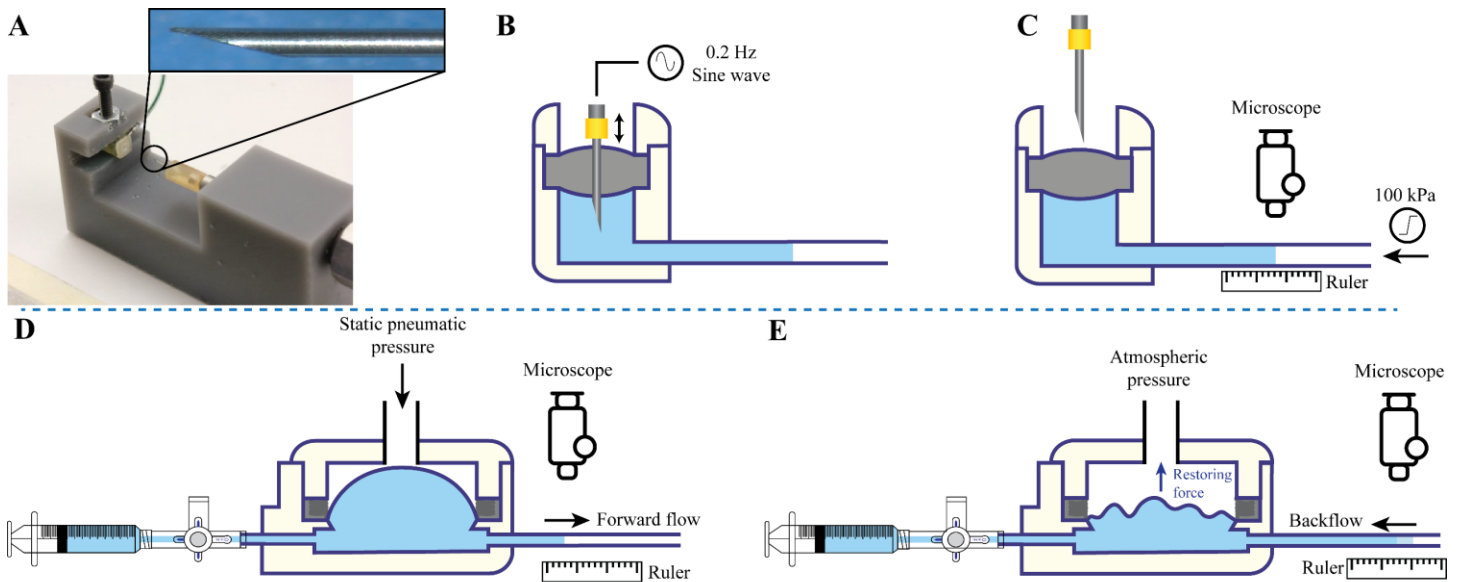 A
B
0.2 Hz
Sine wave
C
Microscope
100 kPa
Ruler
D
Static pneumatic
pressure
Microscope
Forward flow
Ruler
E
Atmospheric
pressure
Microscope
Restoring
force
Backflow
Ruler